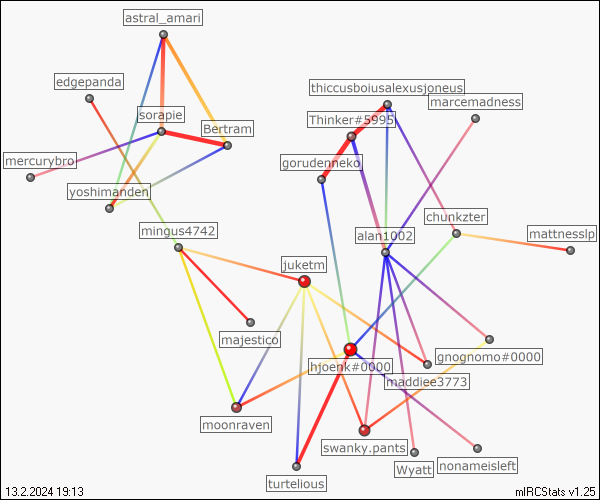 astral_amari
edgepanda
thiccusboiusalexusjoneus
marcemadness
sorapie
Thinker#5995
Bertram
mercurybro
gorudenneko
yoshimanden
chunkzter
mingus4742
alan1002
mattnesslp
juketm
majestico
hjoenk#0000
gnognomo#0000
maddiee3773
moonraven
swanky.pants
Wyatt
nonameisleft
turtelious
13.2.2024 19:13
mIRCStats v1.25